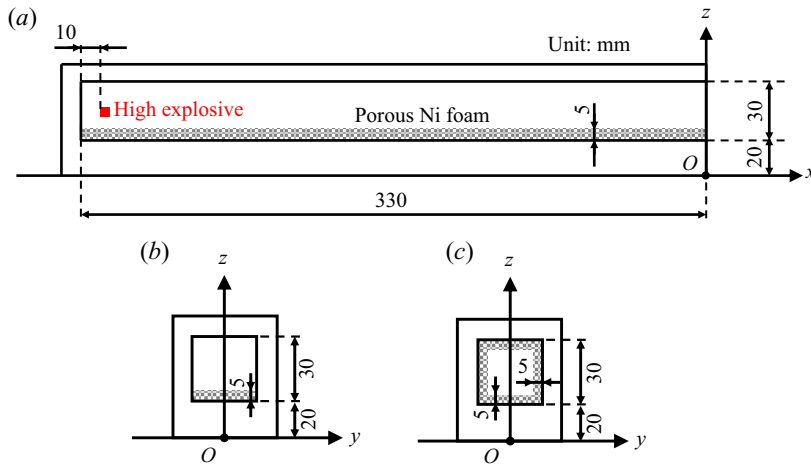 (a)
z
10
Unit: mm
High explosive
Porous Ni foam
5
30
20
O
x
330
(b)
z
5
30
20
O
y
(c)
z
5
5
30
20
O
y